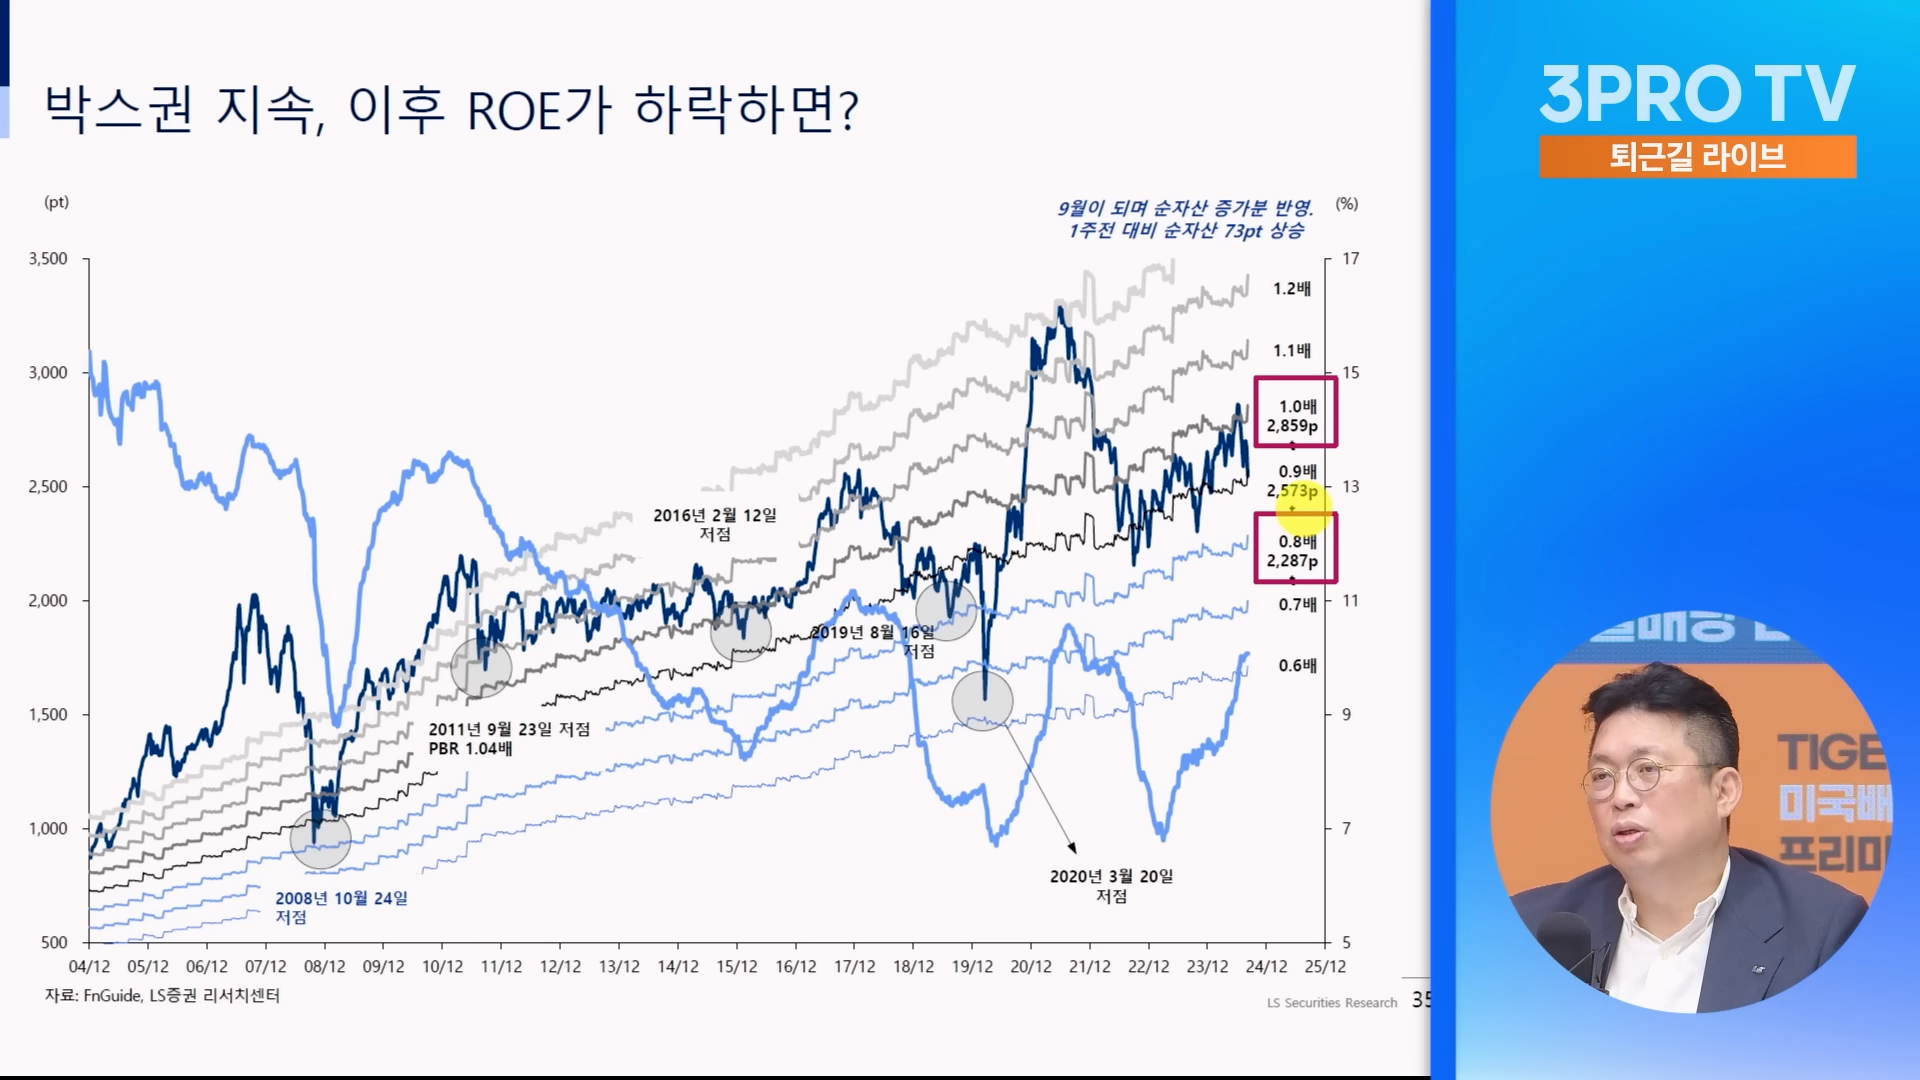 박스권 지속, 이후 ROE가 하락하면?
3PRO TV
퇴근길 라이브
(pt)
9월이 되며 순자산 증가분 반영.
1주전 대비 순자산 73pt 상승
(%)
3,500
3,000
2,500
2,000
1,500
1,000
500
17
15
13
11
9
7
5
1.2배
1.1배
1.0배
2,859p
0.9배
2,573p
0.8배
2,287p
0.7배
0.6배
2016년 2월 12일
저점
2019년 8월 16일
저점
2011년 9월 23일 저점
PBR 1.04배
2008년 10월 24일
저점
2020년 3월 20일
저점
04/12 05/12 06/12 07/12 08/12 09/12 10/12 11/12 12/12 13/12 14/12 15/12 16/12 17/12 18/12 19/12 20/12 21/12 22/12 23/12 24/12 25/12
자료: FnGuide, LS증권 리서치센터
LS Securities Research 35
TIGE
미국배
프리미